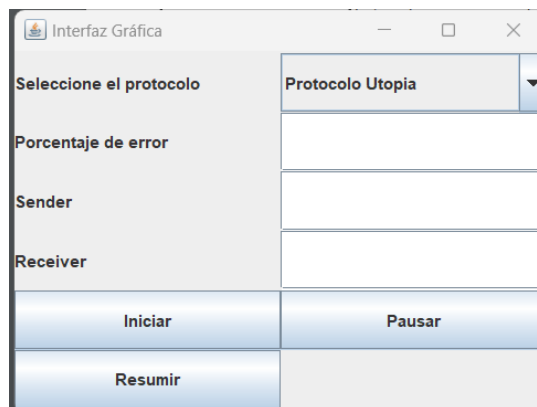 Interfaz Gráfica
Seleccione el protocolo
Protocolo Utopia
Porcentaje de error
Sender
Receiver
Iniciar
Pausar
Resumir